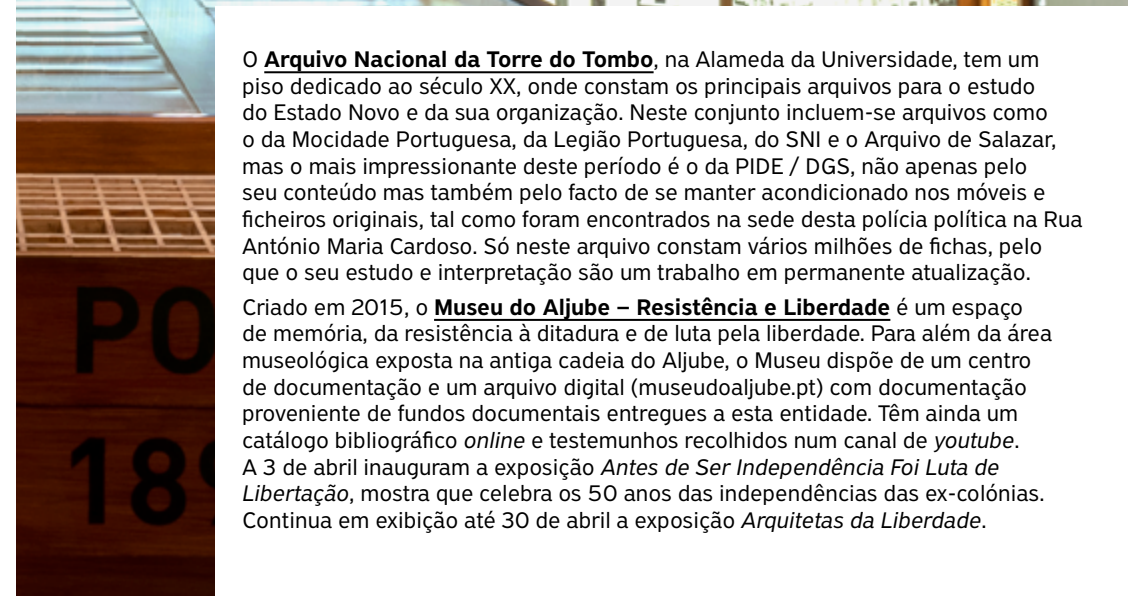 O Arquivo Nacional da Torre do Tombo, na Alameda da Universidade, tem um
piso dedicado ao século XX, onde constam os principais arquivos para o estudo
do Estado Novo e da sua organização. Neste conjunto incluem-se arquivos como
o da Mocidade Portuguesa, da Legião Portuguesa, do SNI e o Arquivo de Salazar,
mas o mais impressionante deste período é o da PIDE / DGS, não apenas pelo
seu conteúdo mas também pelo facto de se manter acondicionado nos móveis e
ficheiros originais, tal como foram encontrados na sede desta polícia política na Rua
António Maria Cardoso. Só neste arquivo constam vários milhões de fichas, pelo
que o seu estudo e interpretação são um trabalho em permanente atualização.
Criado em 2015, o Museu do Aljube – Resistência e Liberdade é um espaço
de memória, da resistência à ditadura e de luta pela liberdade. Para além da área
museológica exposta na antiga cadeia do Aljube, o Museu dispõe de um centro
de documentação e um arquivo digital (museudoaljube.pt) com documentação
proveniente de fundos documentais entregues a esta entidade. Têm ainda um
catálogo bibliográfico online e testemunhos recolhidos num canal de youtube.
A 3 de abril inauguram a exposição Antes de Ser Independência Foi Luta de
Libertação, mostra que celebra os 50 anos das independências das ex-colónias.
Continua em exibição até 30 de abril a exposição Arquitetas da Liberdade.
PO
189